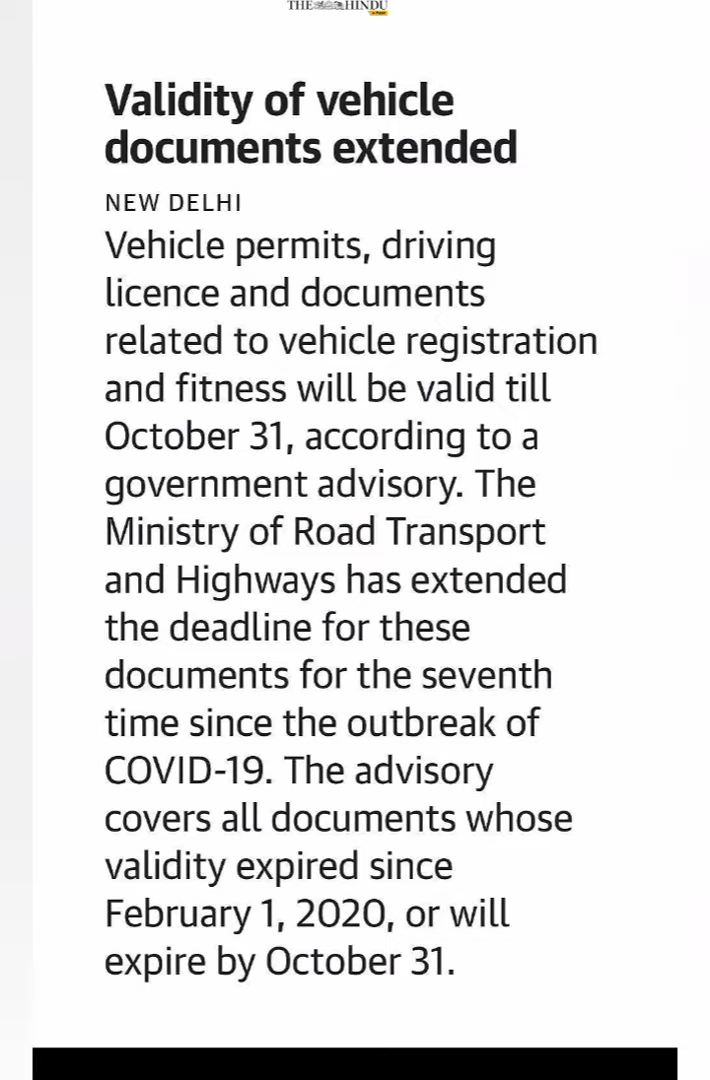 THE HINDU
Validity of vehicle
documents extended
NEW DELHI
Vehicle permits, driving
licence and documents
related to vehicle registration
and fitness will be valid till
October 31, according to a
government advisory. The
Ministry of Road Transport
and Highways has extended
the deadline for these
documents for the seventh
time since the outbreak of
COVID-19. The advisory
covers all documents whose
validity expired since
February 1, 2020, or will
expire by October 31.